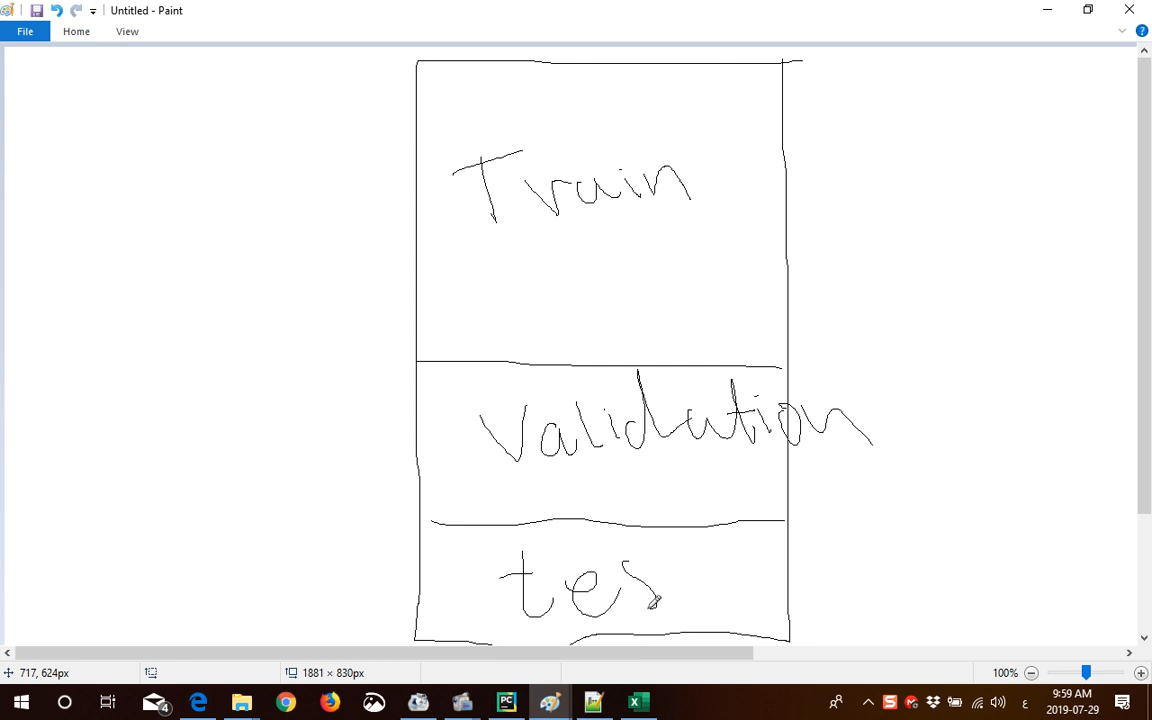 Untitled - Paint
File Home View
Train
Validation
tes
717, 624px 1881 × 830px 100%
4 ع 9:59 AM
2019-07-29